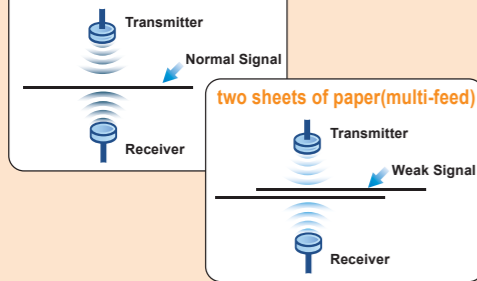 Transmitter
Normal Signal
Receiver
two sheets of paper(multi-feed)
Transmitter
Weak Signal
Receiver